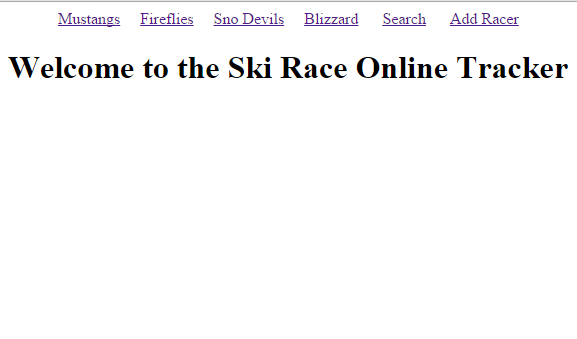 Mustangs Fireflies Sno Devils Blizzard Search Add Racer
Welcome to the Ski Race Online Tracker